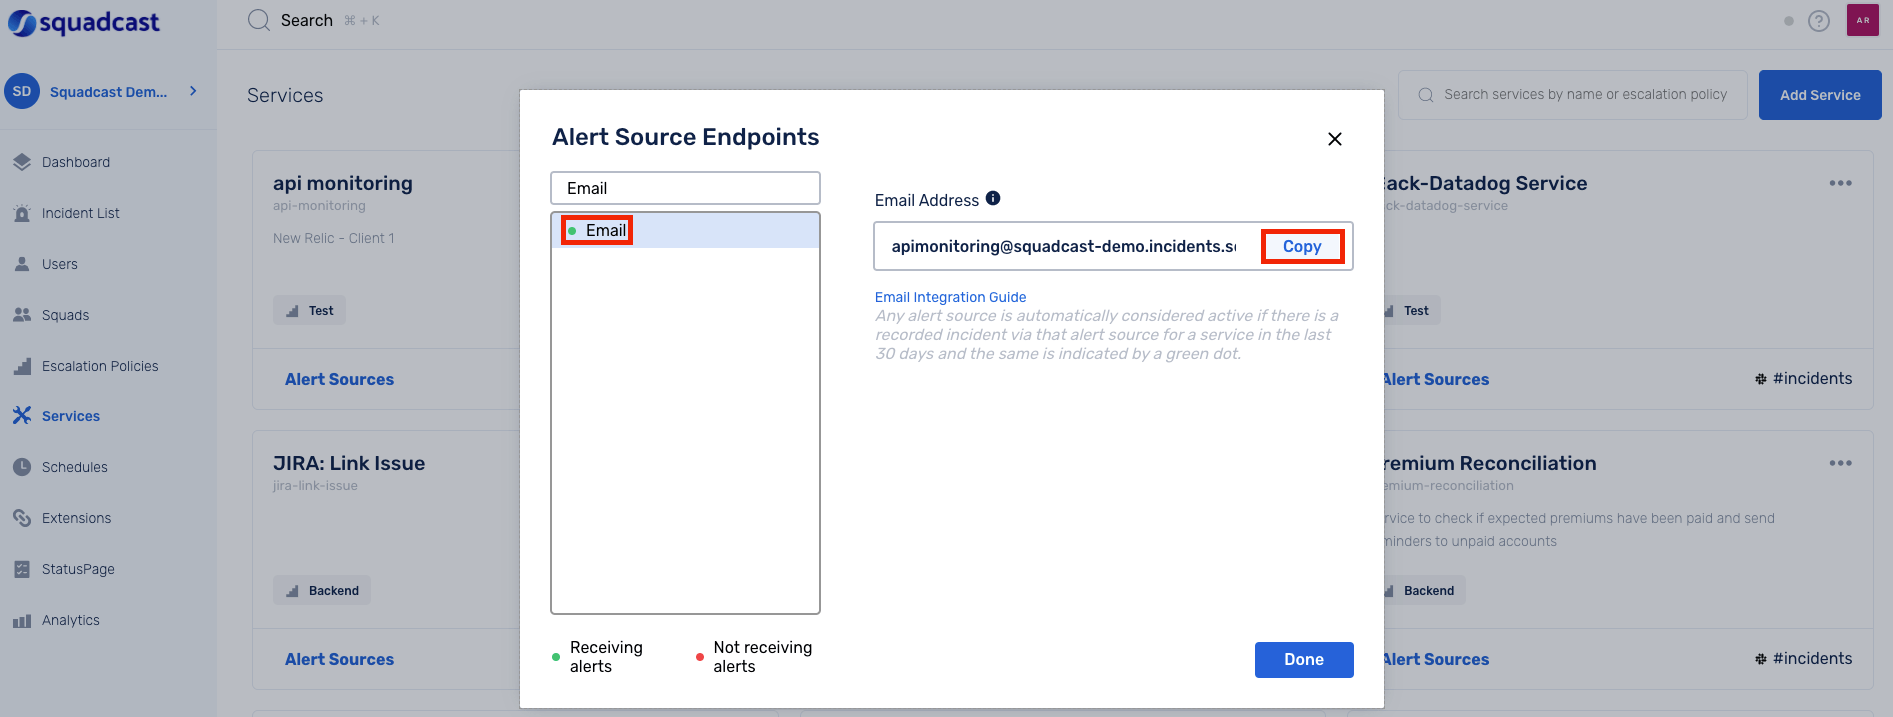 squadcast
Search ⌘ + K
AR
SD Squadcast Dem...
Dashboard
Incident List
Users
Squads
Escalation Policies
Services
Schedules
Extensions
StatusPage
Analytics
Services
Search services by name or escalation policy
Add Service
api monitoring
api-monitoring
New Relic - Client 1
Test
Alert Sources
JIRA: Link Issue
jira-link-issue
Backend
Alert Sources
Alert Source Endpoints
Email
Email
Receiving
alerts
Not receiving
alerts
Email Address
apimonitoring@squadcast-demo.incidents.s
Copy
Email Integration Guide
Any alert source is automatically considered active if there is a
recorded incident via that alert source for a service in the last
30 days and the same is indicated by a green dot.
Done
ack-Datadog Service
ck-datadog-service
Test
Alert Sources
#incidents
remium Reconciliation
emium-reconciliation
rvice to check if expected premiums have been paid and send
minders to unpaid accounts
Backend
Alert Sources
#incidents